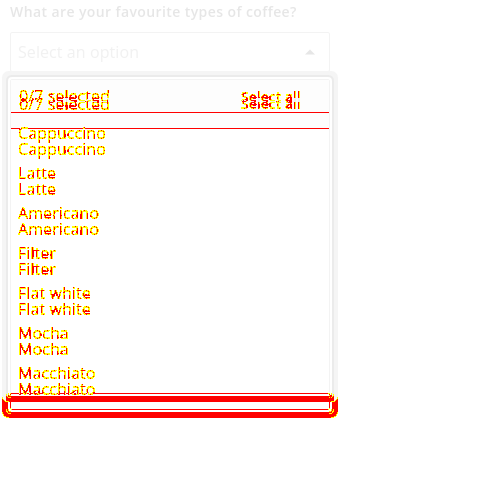 What are your favourite types of coffee?
Select an option
0/7 selected Select all
0/7 selected Select all
Cappuccino
Cappuccino
Latte
Latte
Americano
Americano
Filter
Filter
Flat white
Flat white
Mocha
Mocha
Macchiato
Macchiato